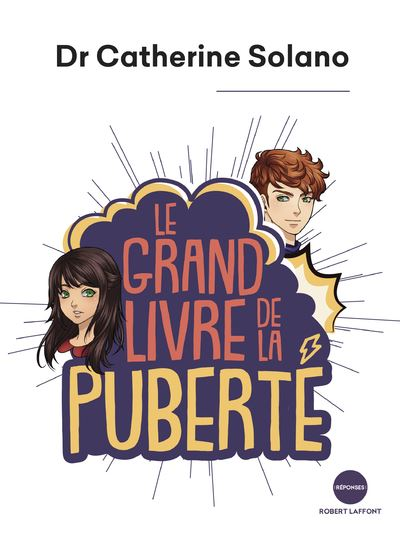 Dr Catherine Solano
LE
GRAND
LIVRE
DE
LA
PUBERTÉ
RÉPONSES
ROBERT LAFFONT